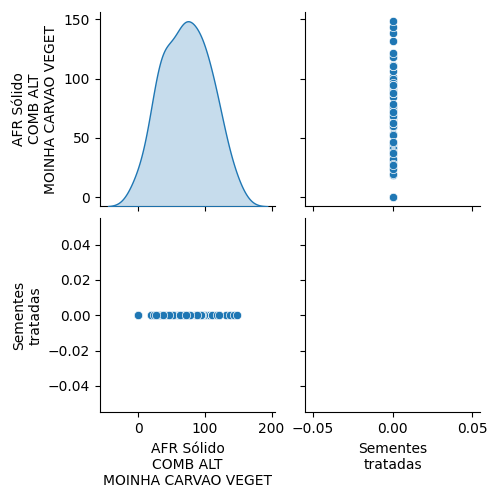 150
100
50
0
AFR Sólido
COMB ALT
MOINHA CARVAO VEGET
0.04
0.02
0.00
−0.02
−0.04
Sementes
tratadas
0
100
200
AFR Sólido
COMB ALT
MOINHA CARVAO VEGET
−0.05
0.00
0.05
Sementes
tratadas